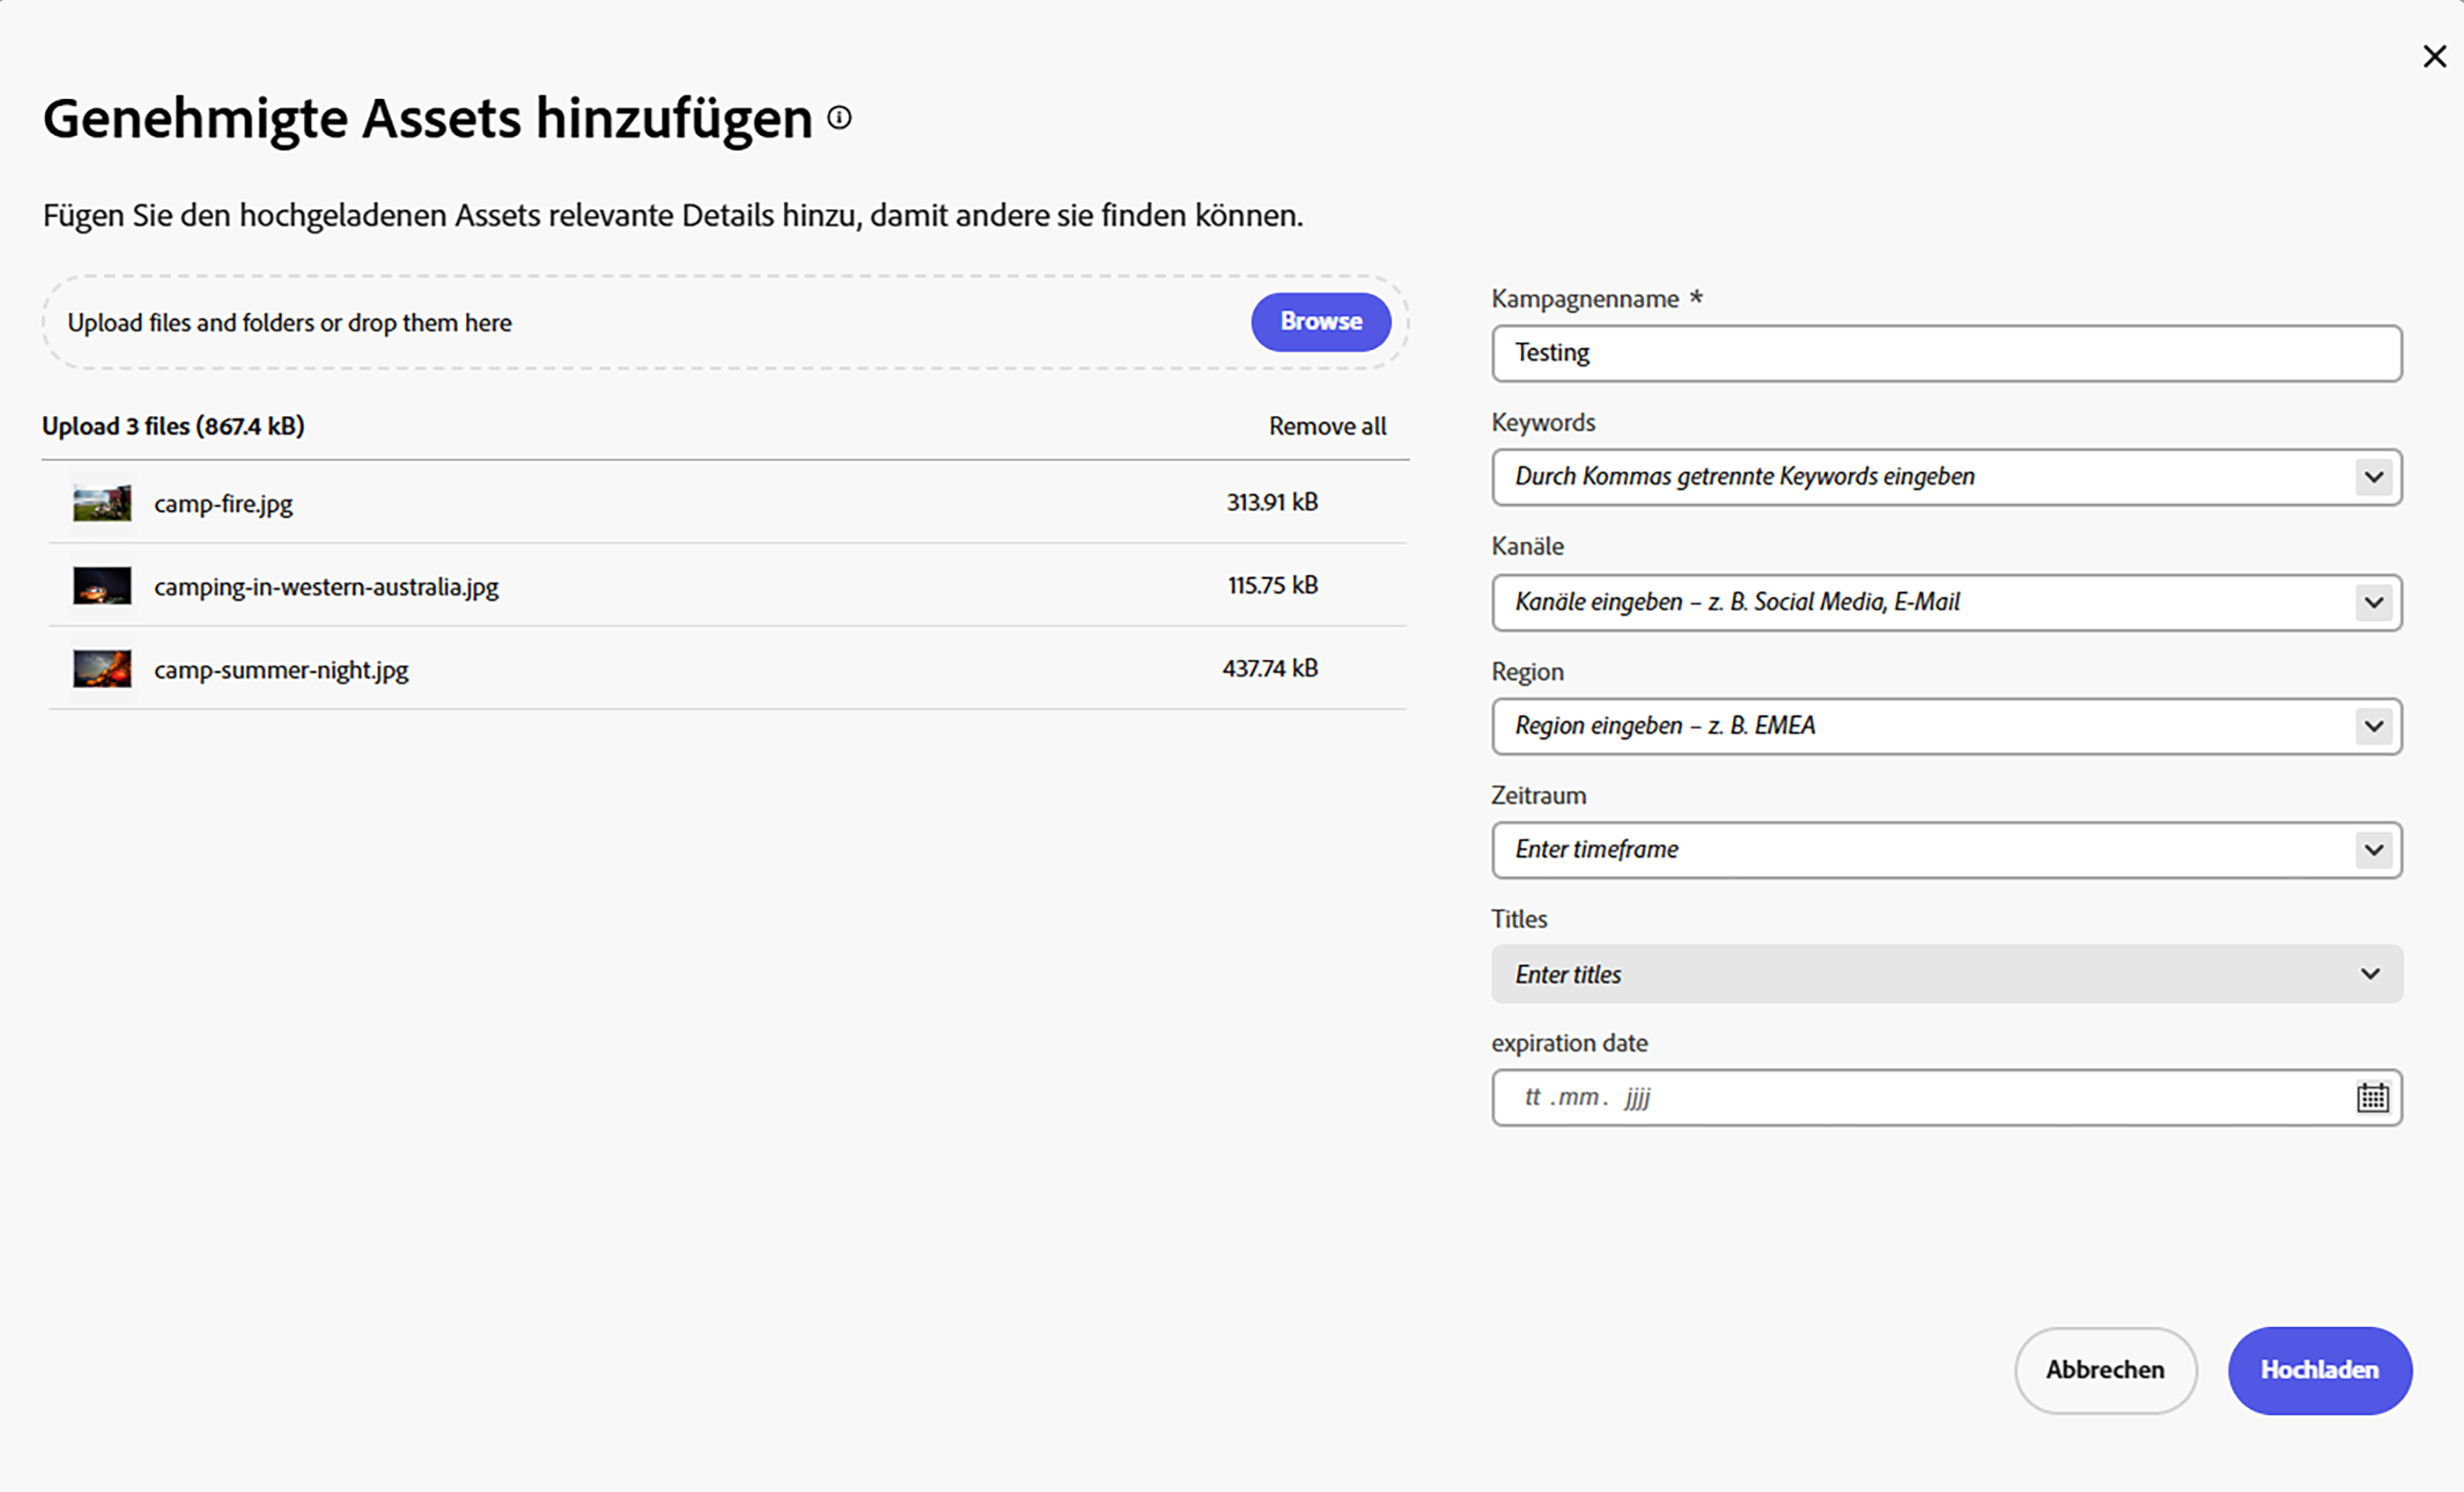 Genehmigte Assets hinzufügen
Fügen Sie den hochgeladenen Assets relevante Details hinzu, damit andere sie finden können.
Upload files and folders or drop them here
Browse
Upload 3 files (867.4 kB)
Remove all
camp-fire.jpg
313.91 kB
camping-in-western-australia.jpg
115.75 kB
camp-summer-night.jpg
437.74 kB
Kampagnenname *
Testing
Keywords
Durch Kommas getrennte Keywords eingeben
Kanäle
Kanäle eingeben – z. B. Social Media, E-Mail
Region
Region eingeben – z. B. EMEA
Zeitraum
Enter timeframe
Titles
Enter titles
expiration date
tt .mm. jjjj
Abbrechen
Hochladen